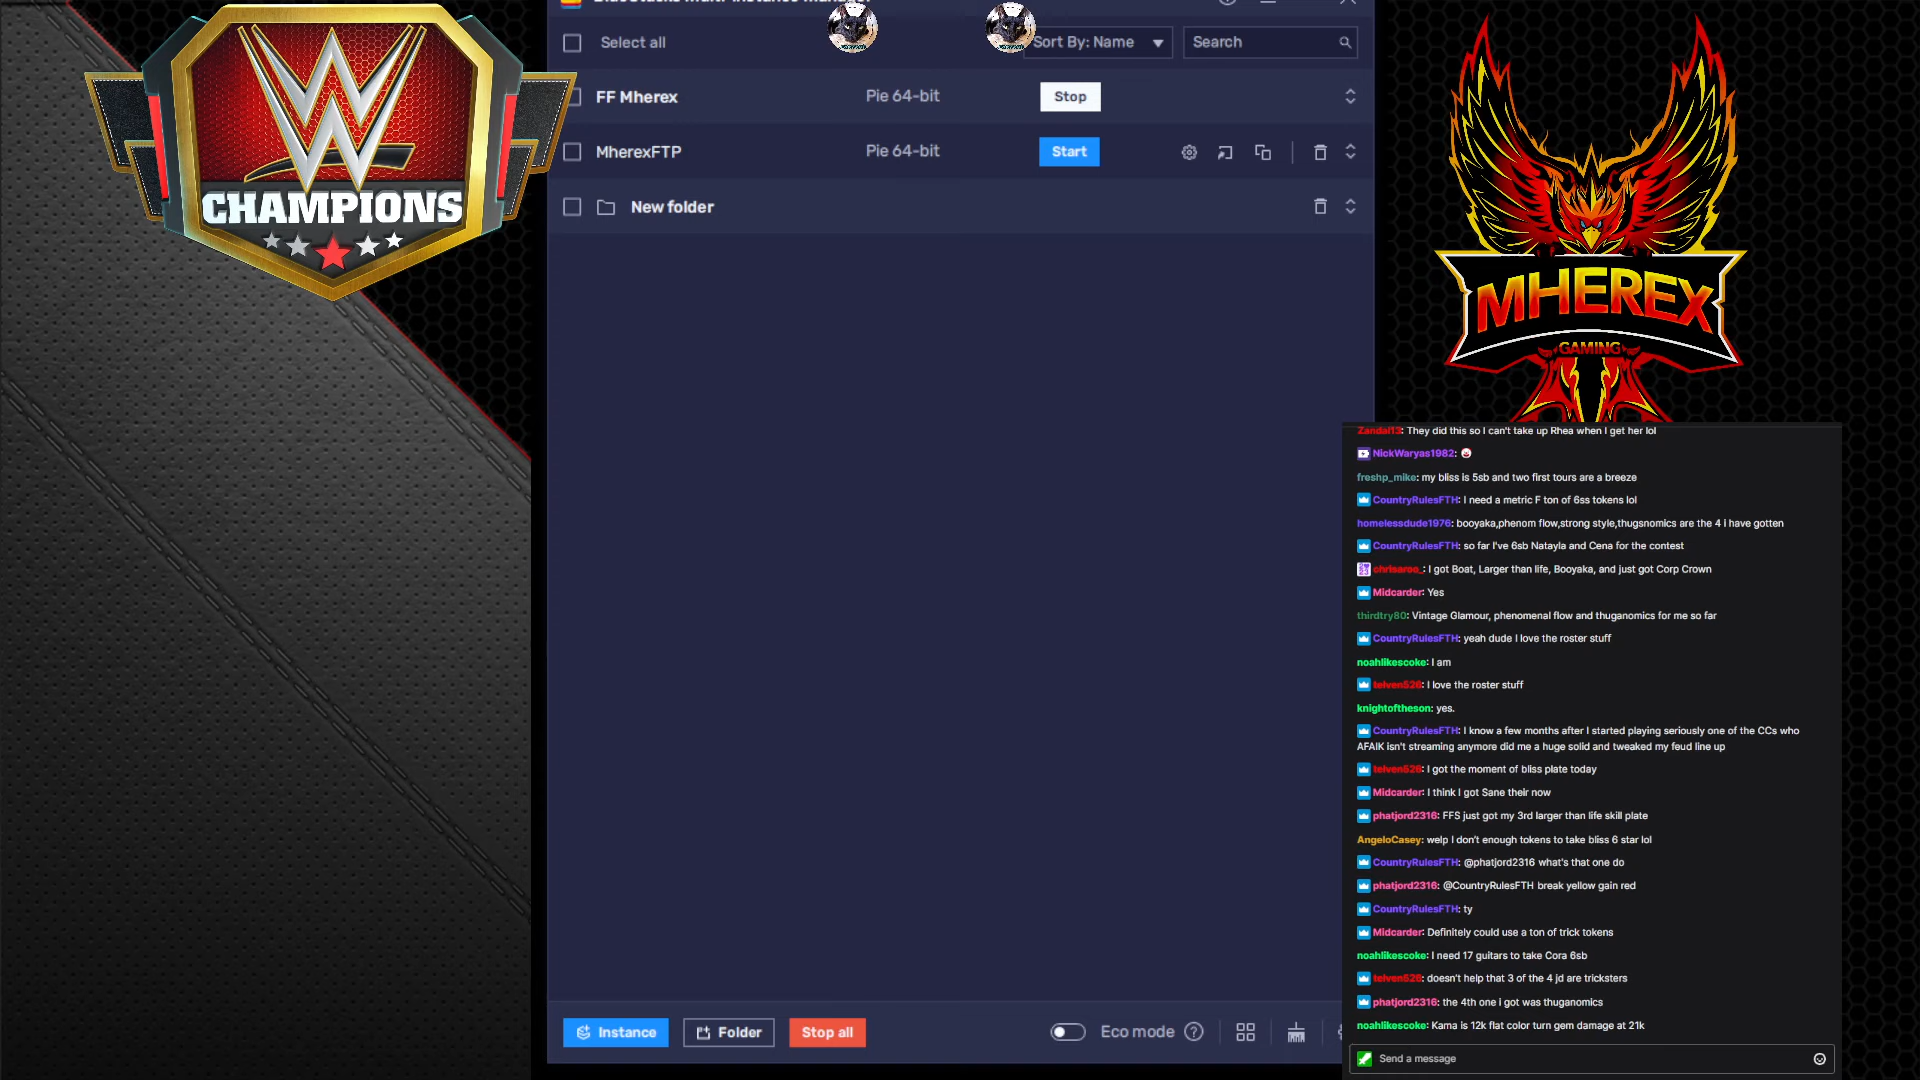 CHAMPIONS
Select all
Sort By: Name
Search
FF Mherex
Pie 64-bit
Stop
MherexFTP
Pie 64-bit
Start
New folder
Instance
Folder
Stop all
Eco mode
MHEREX
GAMING
Zandal13: They did this so I can't take up Rhea when I get her lol
NickWaryas1982:
freshp_mike: my bliss is 5sb and two first tours are a breeze
CountryRulesFTH: I need a metric F ton of 6ss tokens lol
homelessdude1976: booyaka,phenom flow,strong style,thugsnomics are the 4 i have gotten
CountryRulesFTH: so far I've 6sb Natayla and Cena for the contest
chrisaroo_: I got Boat, Larger than life, Booyaka, and just got Corp Crown
Midcarder: Yes
thirdtry80: Vintage Glamour, phenomenal flow and thuganomics for me so far
CountryRulesFTH: yeah dude I love the roster stuff
noahlikescoke: I am
telven526: I love the roster stuff
knightoftheson: yes.
CountryRulesFTH: I know a few months after I started playing seriously one of the CCs who
AFAIK isn't streaming anymore did me a huge solid and tweaked my feud line up
telven526: I got the moment of bliss plate today
Midcarder: I think I got Sane their now
phatjord2316: FFS just got my 3rd larger than life skill plate
AngeloCasey: welp I don't enough tokens to take bliss 6 star lol
CountryRulesFTH: @phatjord2316 what's that one do
phatjord2316: @CountryRulesFTH break yellow gain red
CountryRulesFTH: ty
Midcarder: Definitely could use a ton of trick tokens
noahlikescoke: I need 17 guitars to take Cora 6sb
telven526: doesn't help that 3 of the 4 jd are tricksters
phatjord2316: the 4th one i got was thuganomics
noahlikescoke: Kama is 12k flat color turn gem damage at 21k
Send a message